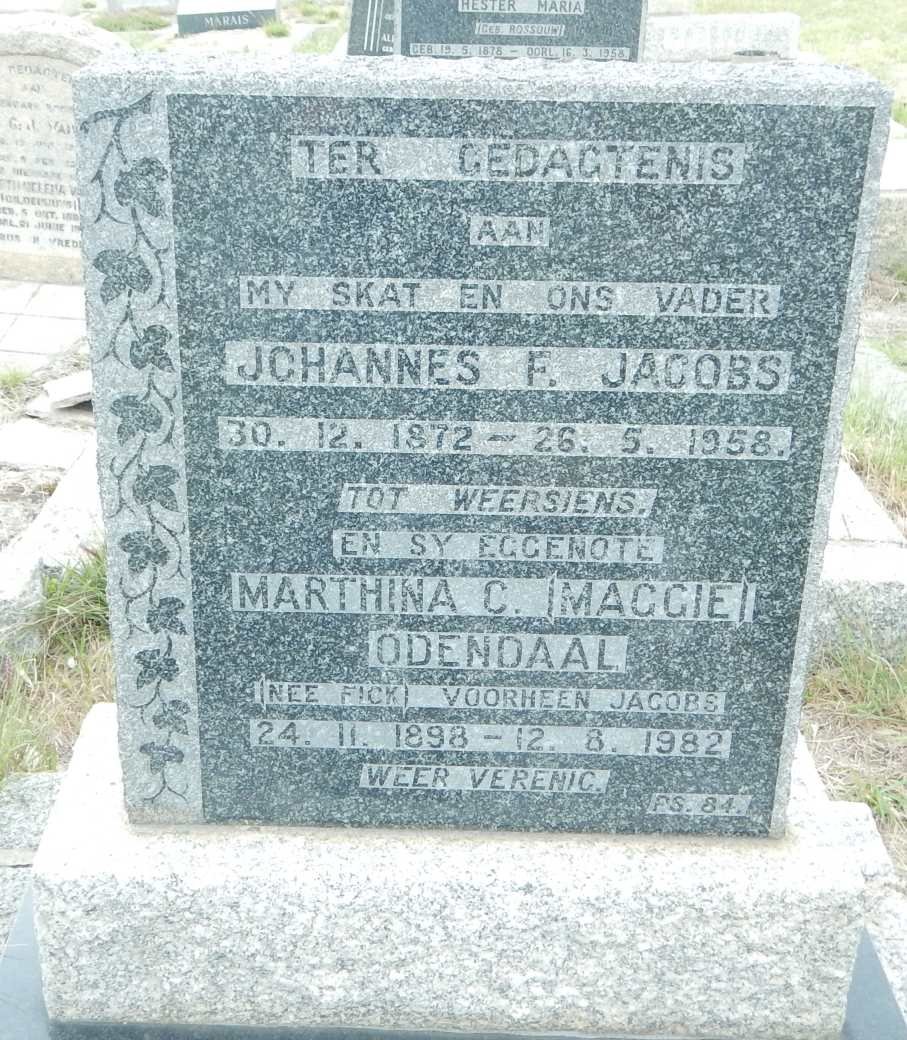 MARAIS
HESTER MARIA
(GEB. ROSSOUW)
GEB. 19. 5. 1878 – OORL. 16. 3. 1958
TER GEDAGTENIS
AAN
MY SKAT EN ONS VADER
JOHANNES F. JACOBS
30. 12. 1872 – 26. 5. 1958.
TOT WEERSIENS.
EN SY EGGENOTE
MARTHINA C. (MAGGIE)
ODENDAAL
(NEE FICK) VOORHEEN JACOBS
24. 11. 1898 – 12. 8. 1982
WEER VERENIG.
PS. 84.